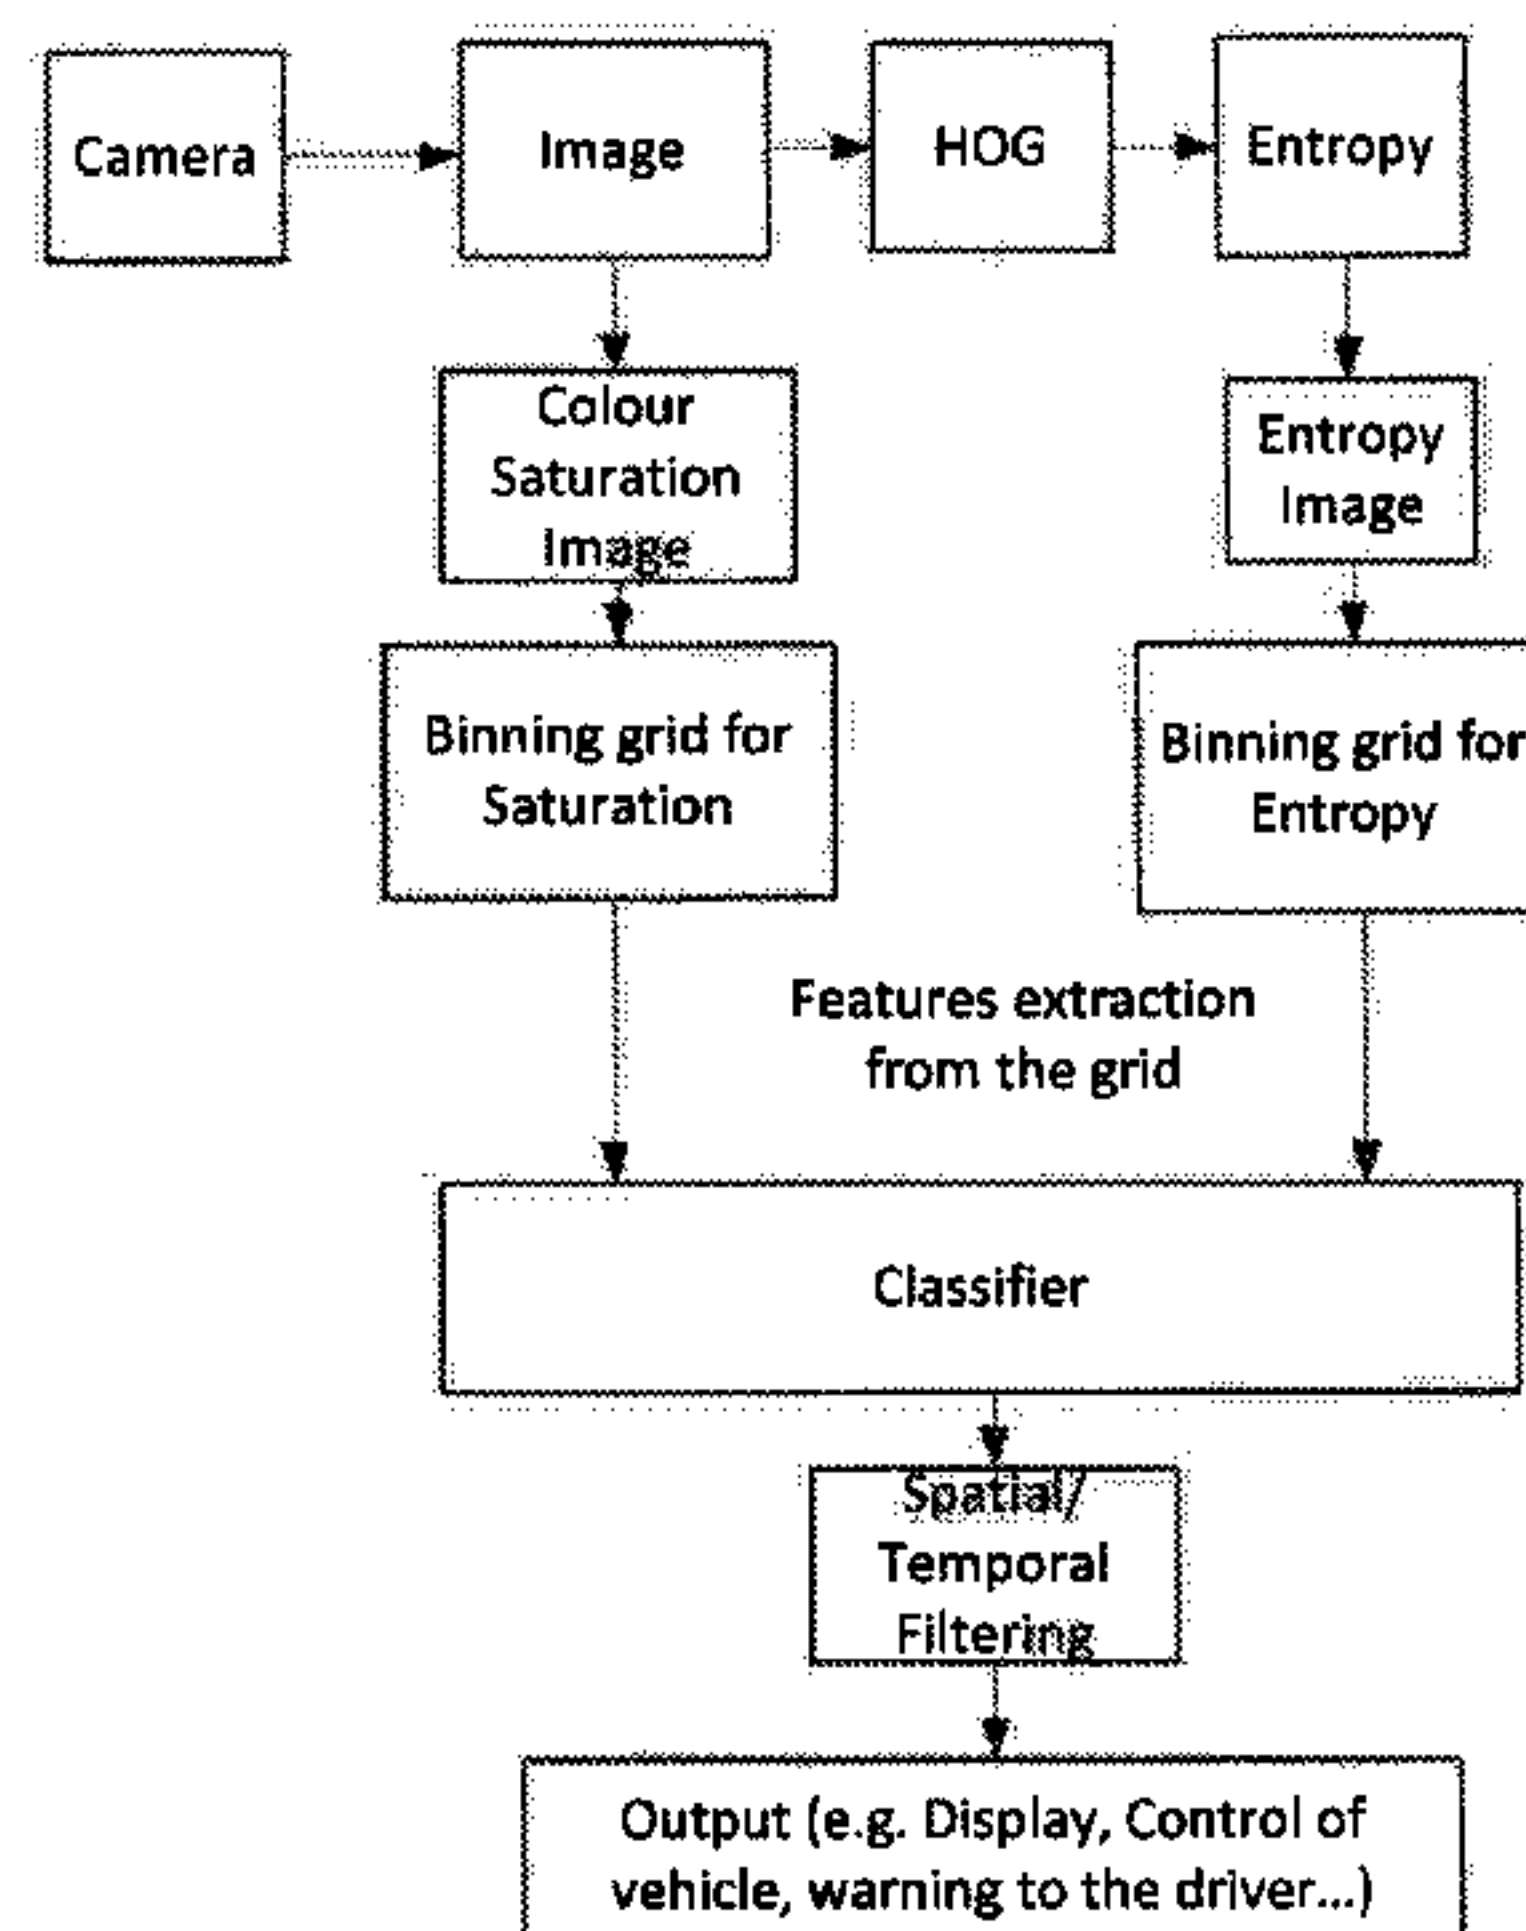 Camera
Image
HOG
Entropy
Colour
Saturation
Image
Entropy
Image
Binning grid for
Saturation
Binning grid for
Entropy
Features extraction
from the grid
Classifier
Spatial/
Temporal
Filtering
Output (e.g. Display, Control of
vehicle, warning to the driver...)